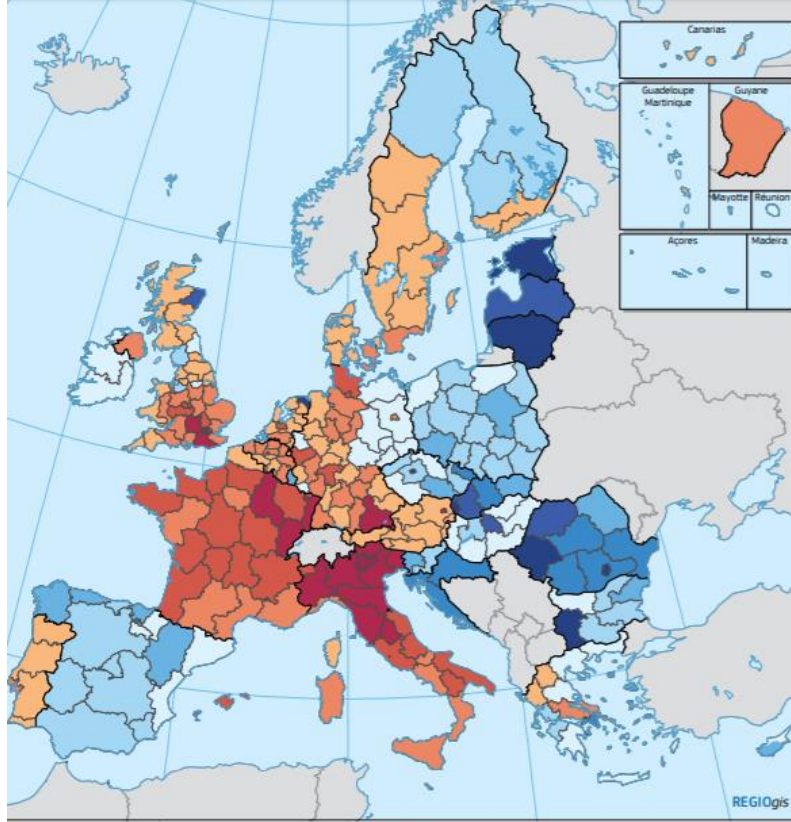 Canarias
Guadeloupe
Martinique
Guyane
Mayotte
Réunion
Açores
Madeira
REGIOgis